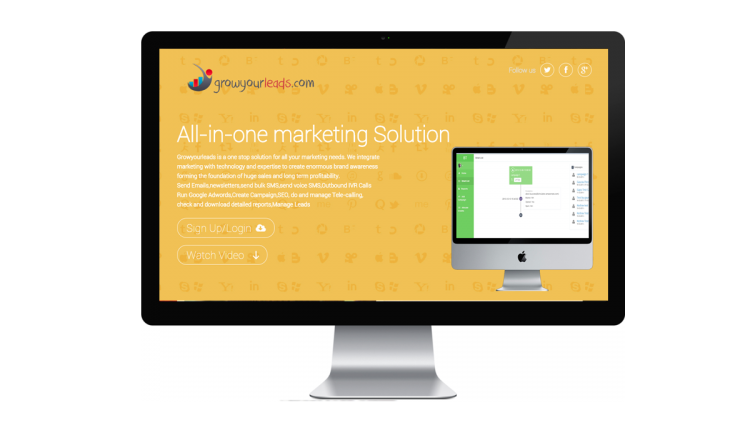 Follow us
growyourleads.com
All-in-one marketing Solution
Growyourleads is a one stop solution for all your marketing needs. We integrate
marketing with technology and expertise to create enormous brand awareness
forming the foundation of huge sales and long term profitability.
Send Emails,newsletters,send bulk SMS,send voice SMS,Outbound IVR Calls
Run Google Adwords,Create Campaign,SEO, do and manage Tele-calling,
check and download detailed reports,Manage Leads
Sign Up/Login
Watch Video